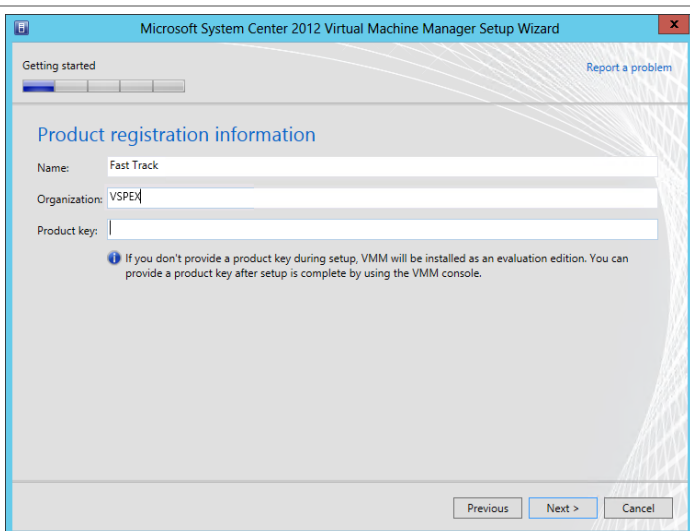 Microsoft System Center 2012 Virtual Machine Manager Setup Wizard
x
Getting started
Report a problem
Product registration information
Name: Fast Track
Organization: VSPEX
Product key:
If you don't provide a product key during setup, VMM will be installed as an evaluation edition. You can
provide a product key after setup is complete by using the VMM console.
Previous Next > Cancel